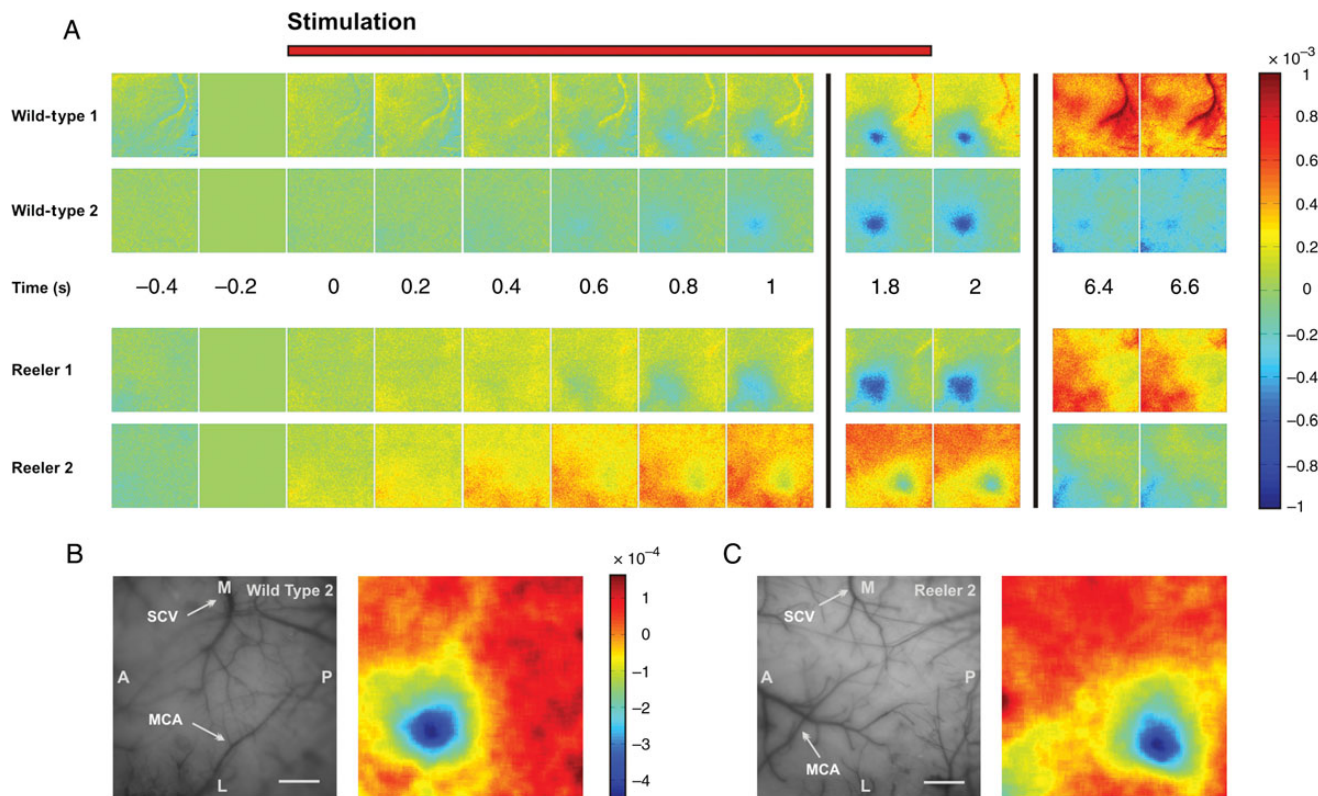 A
Stimulation
Wild-type 1
Wild-type 2
Time (s)
−0.4 −0.2 0 0.2 0.4 0.6 0.8 1 1.8 2 6.4 6.6
Reeler 1
Reeler 2
× 10−3
1
0.8
0.6
0.4
0.2
0
−0.2
−0.4
−0.6
−0.8
−1
B
M Wild Type 2
SCV
A P
MCA
L
× 10−4
1
0
−1
−2
−3
−4
C
M Reeler 2
SCV
A P
MCA
L